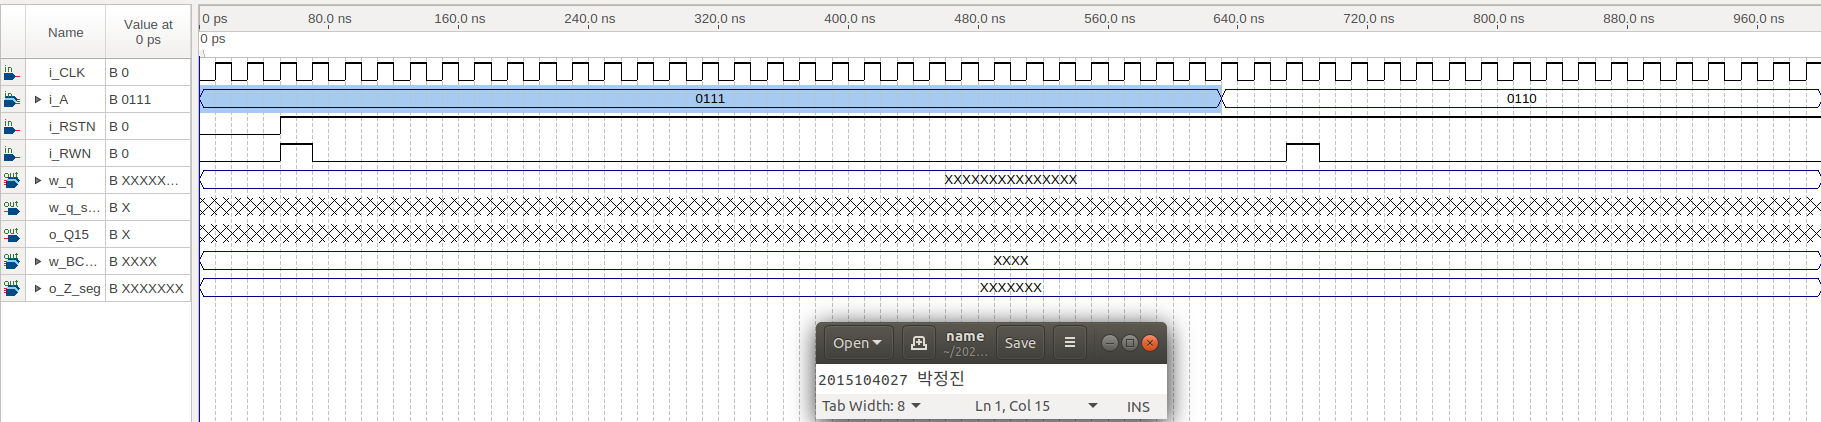 Name
Value at
0 ps
0 ps 80.0 ns 160.0 ns 240.0 ns 320.0 ns 400.0 ns 480.0 ns 560.0 ns 640.0 ns 720.0 ns 800.0 ns 880.0 ns 960.0 ns
0 ps
in i_CLK B 0
in i_A B 0111 0111 0110
in i_RSTN B 0
in i_RWN B 0
out w_q B XXXXX... XXXXXXXXXXXXXXX
out w_q_s... B X
out o_Q15 B X
out w_BC... B XXXX XXXX
out o_Z_seg B XXXXXXX XXXXXXX
Open name Save
~/202...
2015104027 박정진
Tab Width: 8 Ln 1, Col 15 INS